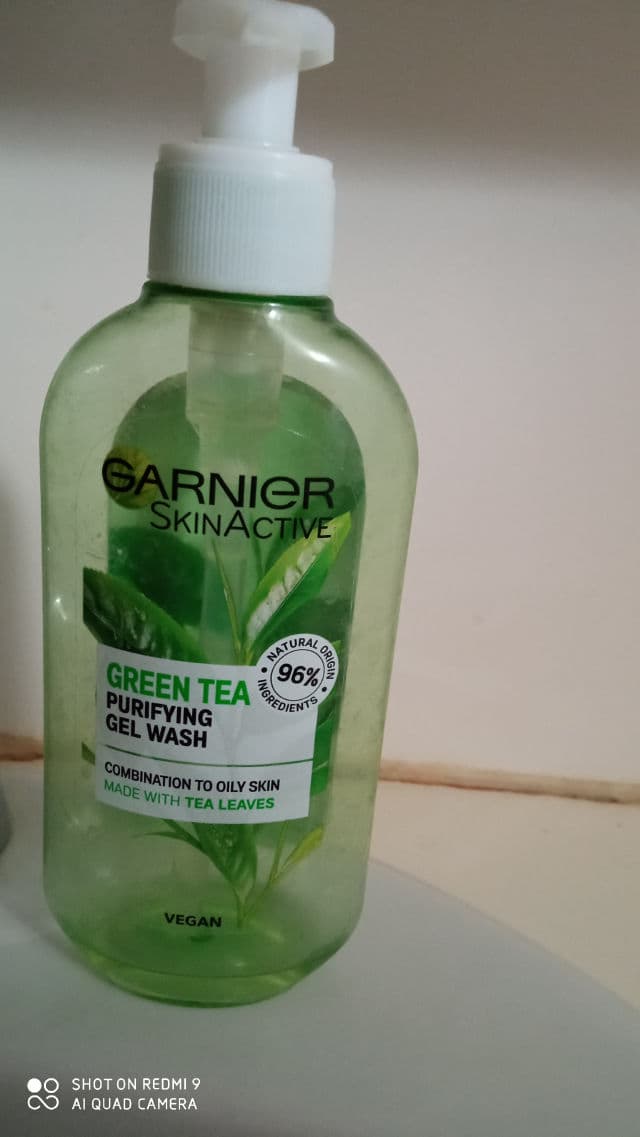 GARNIER
SKINACTIVE
NATURAL ORIGIN
96%
INGREDIENTS
GREEN TEA
PURIFYING
GEL WASH
COMBINATION TO OILY SKIN
MADE WITH TEA LEAVES
VEGAN
SHOT ON REDMI 9
AI QUAD CAMERA